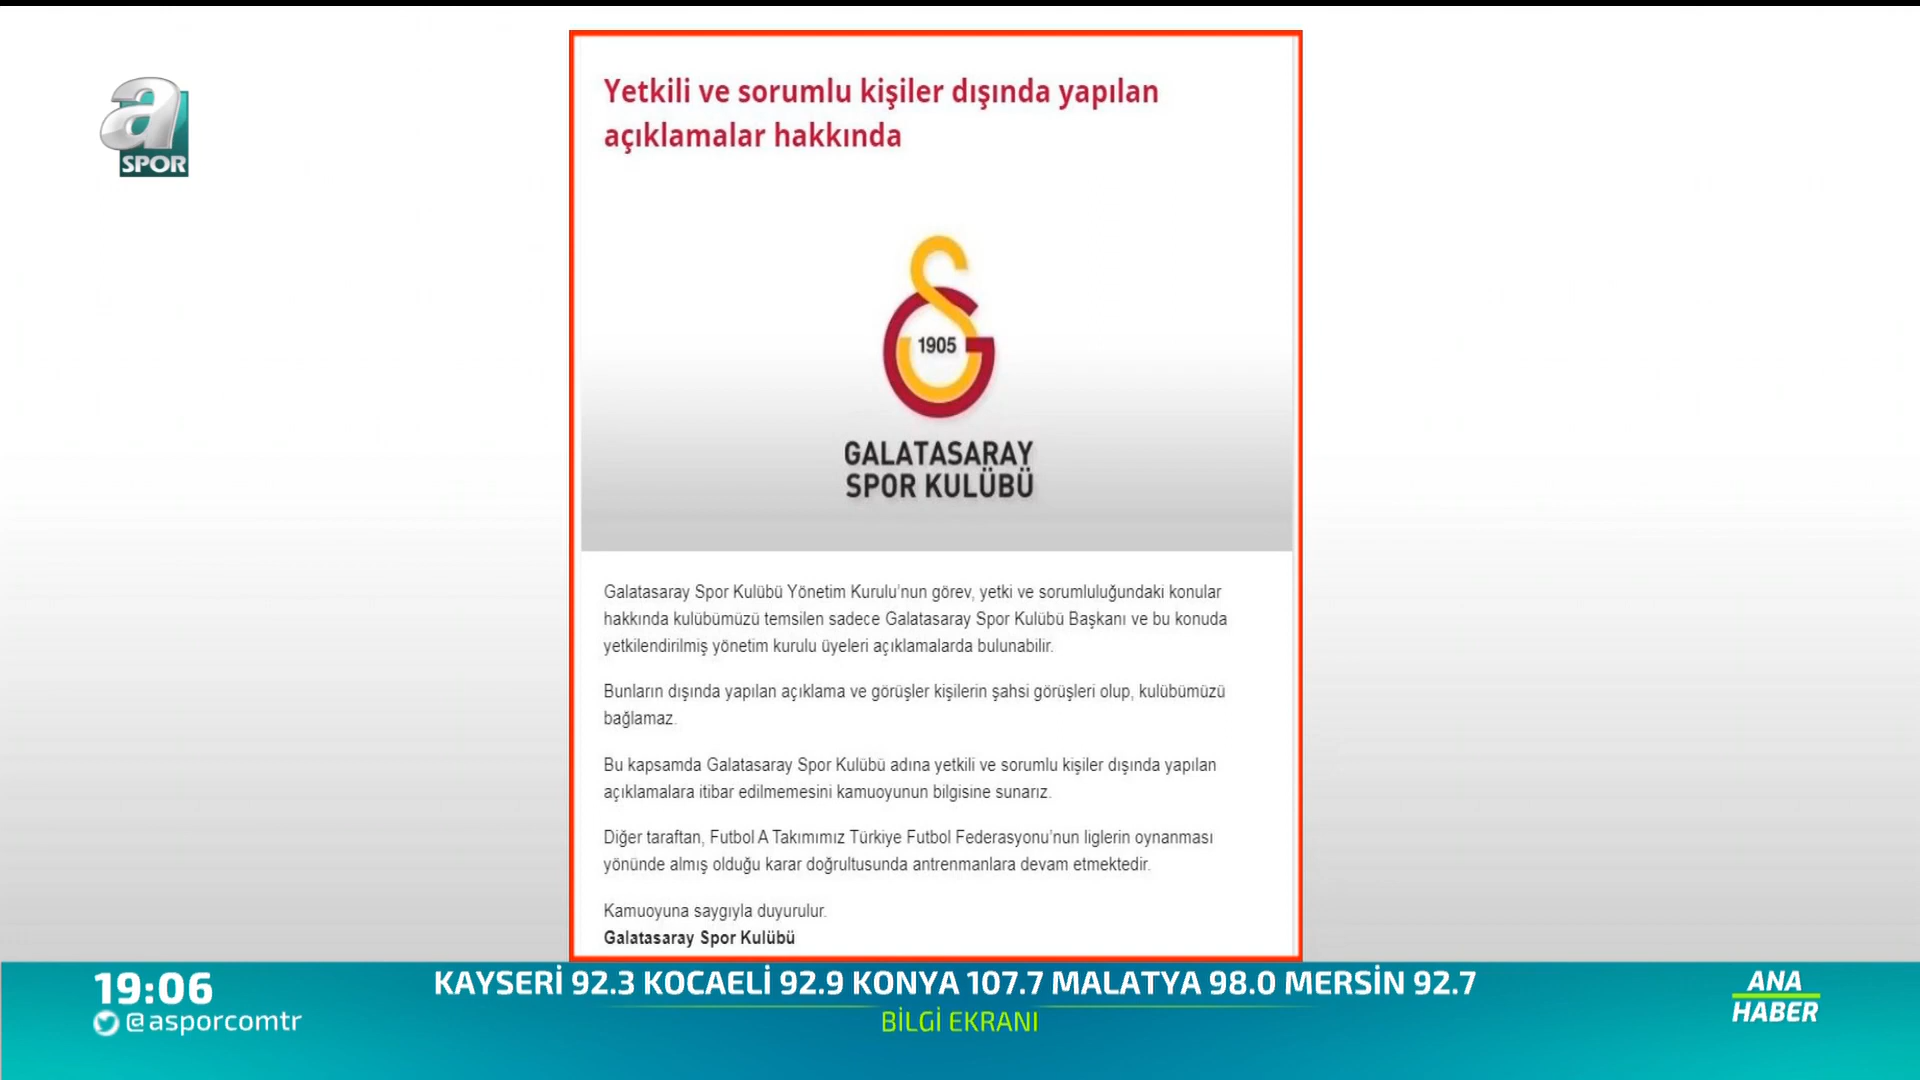 a
SPOR
Yetkili ve sorumlu kişiler dışında yapılan
açıklamalar hakkında
1905
GALATASARAY
SPOR KULÜBÜ
Galatasaray Spor Kulübü Yönetim Kurulu'nun görev, yetki ve sorumluluğundaki konular
hakkında kulübümüzü temsilen sadece Galatasaray Spor Kulübü Başkanı ve bu konuda
yetkilendirilmiş yönetim kurulu üyeleri açıklamalarda bulunabilir.
Bunların dışında yapılan açıklama ve görüşler kişilerin şahsi görüşleri olup, kulübümüzü
bağlamaz.
Bu kapsamda Galatasaray Spor Kulübü adına yetkili ve sorumlu kişiler dışında yapılan
açıklamalara itibar edilmemesini kamuoyunun bilgisine sunarız.
Diğer taraftan, Futbol A Takımımız Türkiye Futbol Federasyonu'nun liglerin oynanması
yönünde almış olduğu karar doğrultusunda antrenmanlara devam etmektedir.
Kamuoyuna saygıyla duyurulur.
Galatasaray Spor Kulübü
19:06
@asporcomtr
KAYSERİ 92.3 KOCAELİ 92.9 KONYA 107.7 MALATYA 98.0 MERSİN 92.7
BİLGİ EKRANI
ANA
HABER